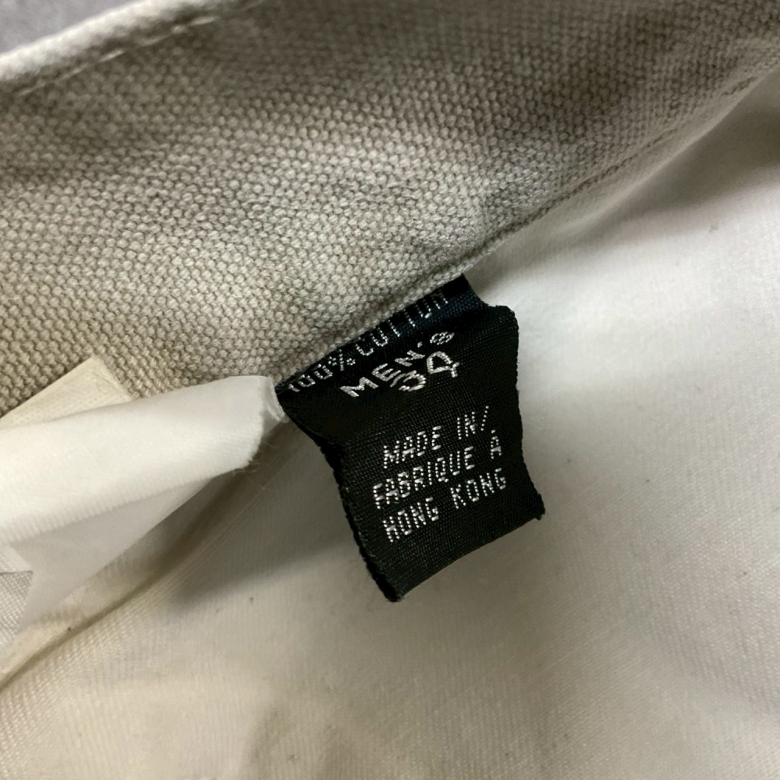 100% COTTON
MEN'S
34
MADE IN/
FABRIQUE À
HONG KONG